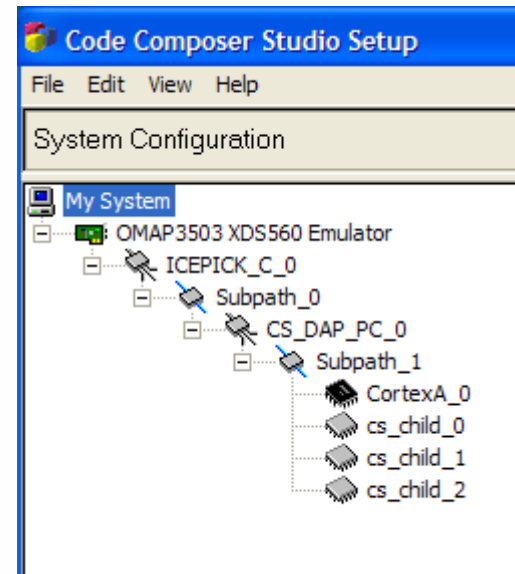 Code Composer Studio Setup
File Edit View Help
System Configuration
My System
OMAP3503 XDS560 Emulator
ICEPICK_C_0
Subpath_0
CS_DAP_PC_0
Subpath_1
CortexA_0
cs_child_0
cs_child_1
cs_child_2